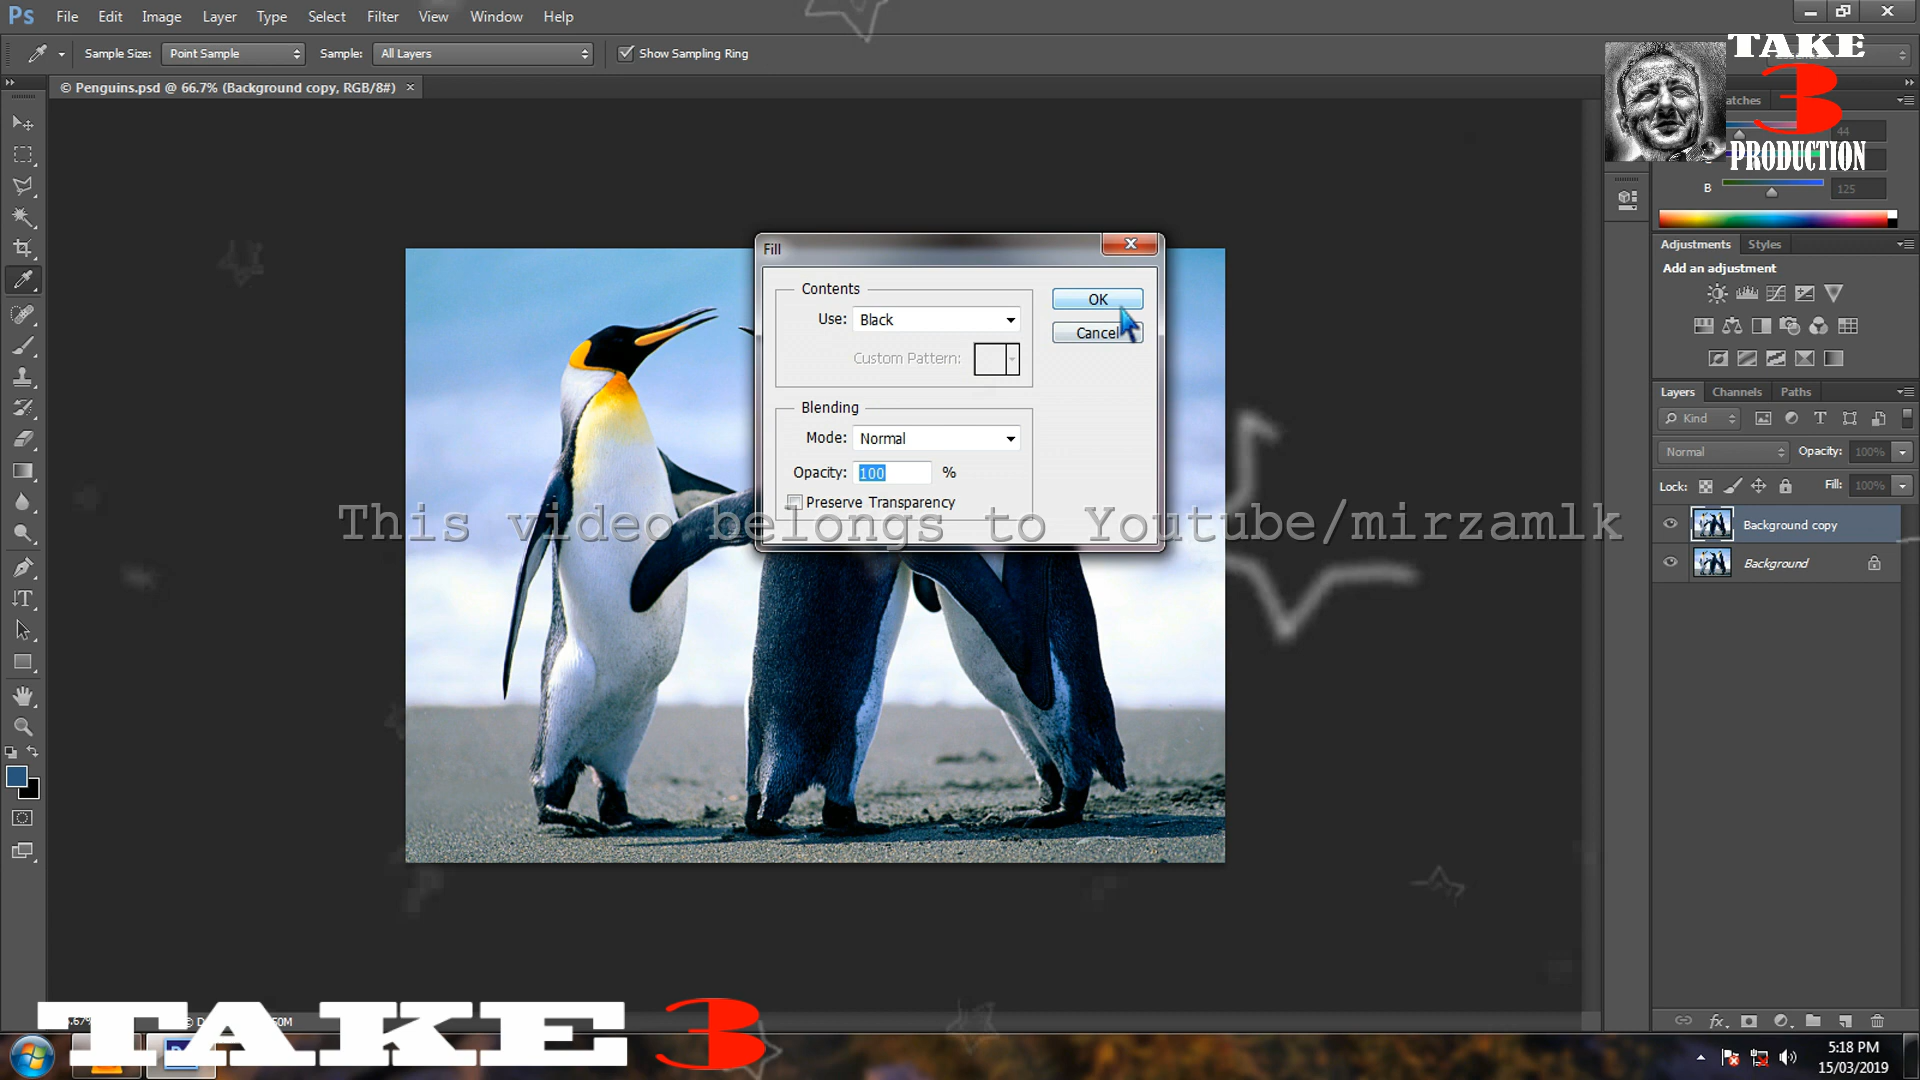 Ps File Edit Image Layer Type Select Filter View Window Help
Sample Size: Point Sample Sample: All Layers Show Sampling Ring
TAKE
3
PRODUCTION
© Penguins.psd @ 66.7% (Background copy, RGB/8#) ×
44
B 125
Fill
Contents
Use: Black
Custom Pattern:
OK
Cancel
Blending
Mode: Normal
Opacity: 100 %
Preserve Transparency
Adjustments Styles
Add an adjustment
Layers Channels Paths
Kind
Normal Opacity: 100%
Lock: Fill: 100%
Background copy
Background
This video belongs to Youtube/mirzamlk
TAKE 3
5:18 PM
15/03/2019